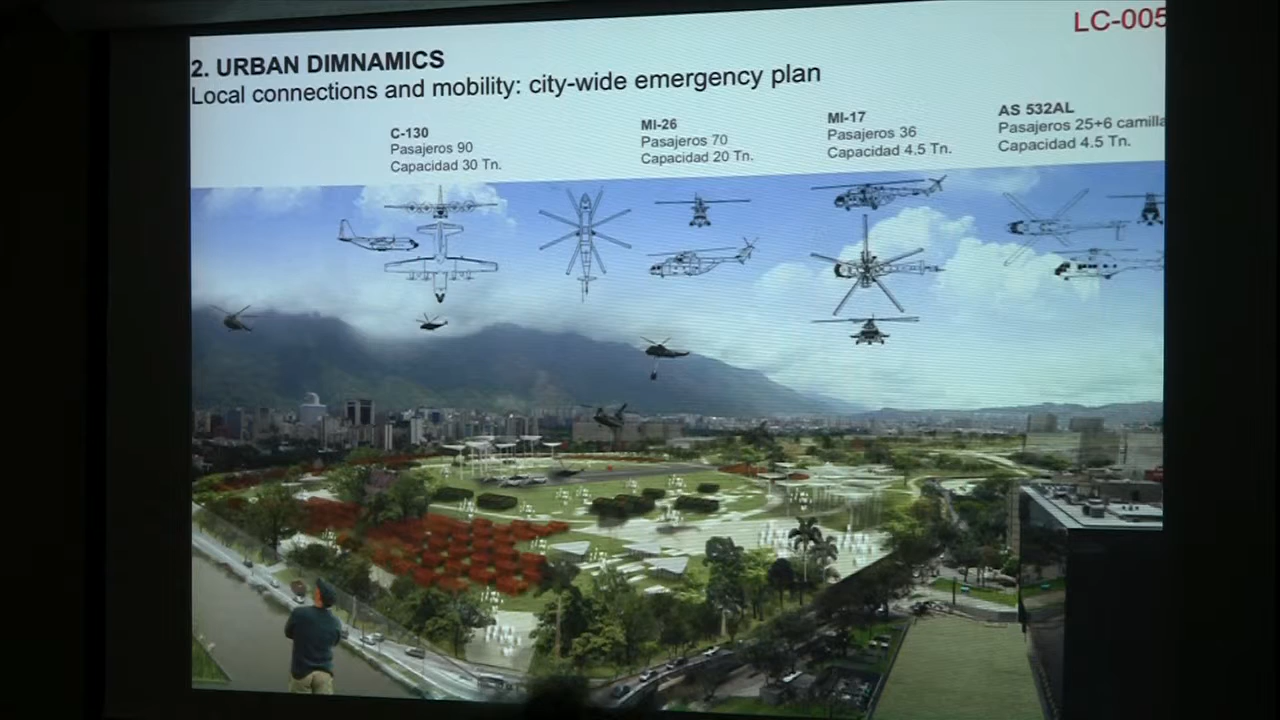 LC-005
2. URBAN DIMNAMICS
Local connections and mobility: city-wide emergency plan
C-130
Pasajeros 90
Capacidad 30 Tn.
MI-26
Pasajeros 70
Capacidad 20 Tn.
MI-17
Pasajeros 36
Capacidad 4.5 Tn.
AS 532AL
Pasajeros 25+6 camilla
Capacidad 4.5 Tn.